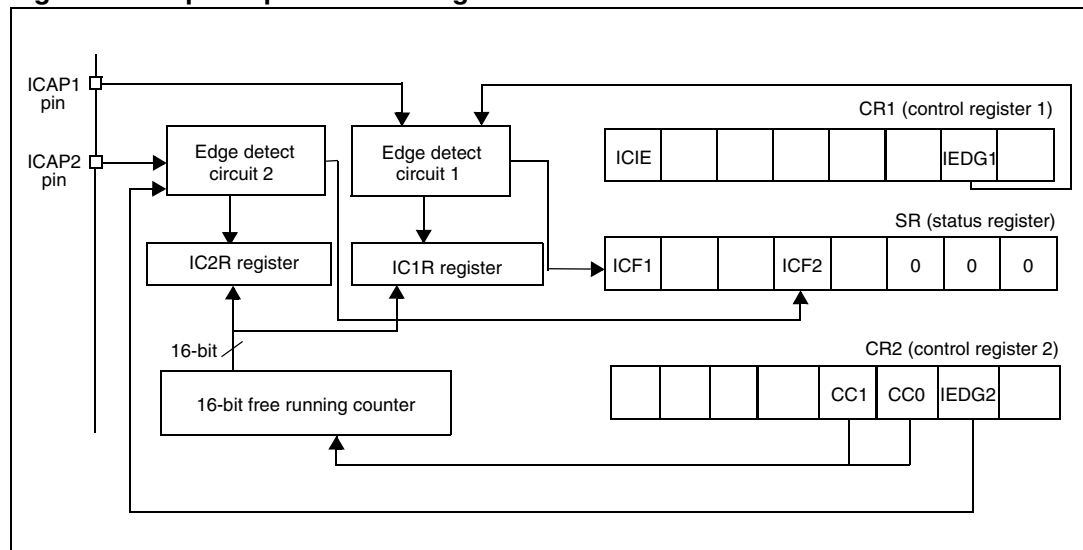 ICAP1
pin
CR1 (control register 1)
ICAP2
pin
Edge detect
circuit 2
Edge detect
circuit 1
ICIE
IEDG1
SR (status register)
IC2R register
IC1R register
ICF1
ICF2
0
0
0
16-bit
CR2 (control register 2)
16-bit free running counter
CC1
CC0
IEDG2